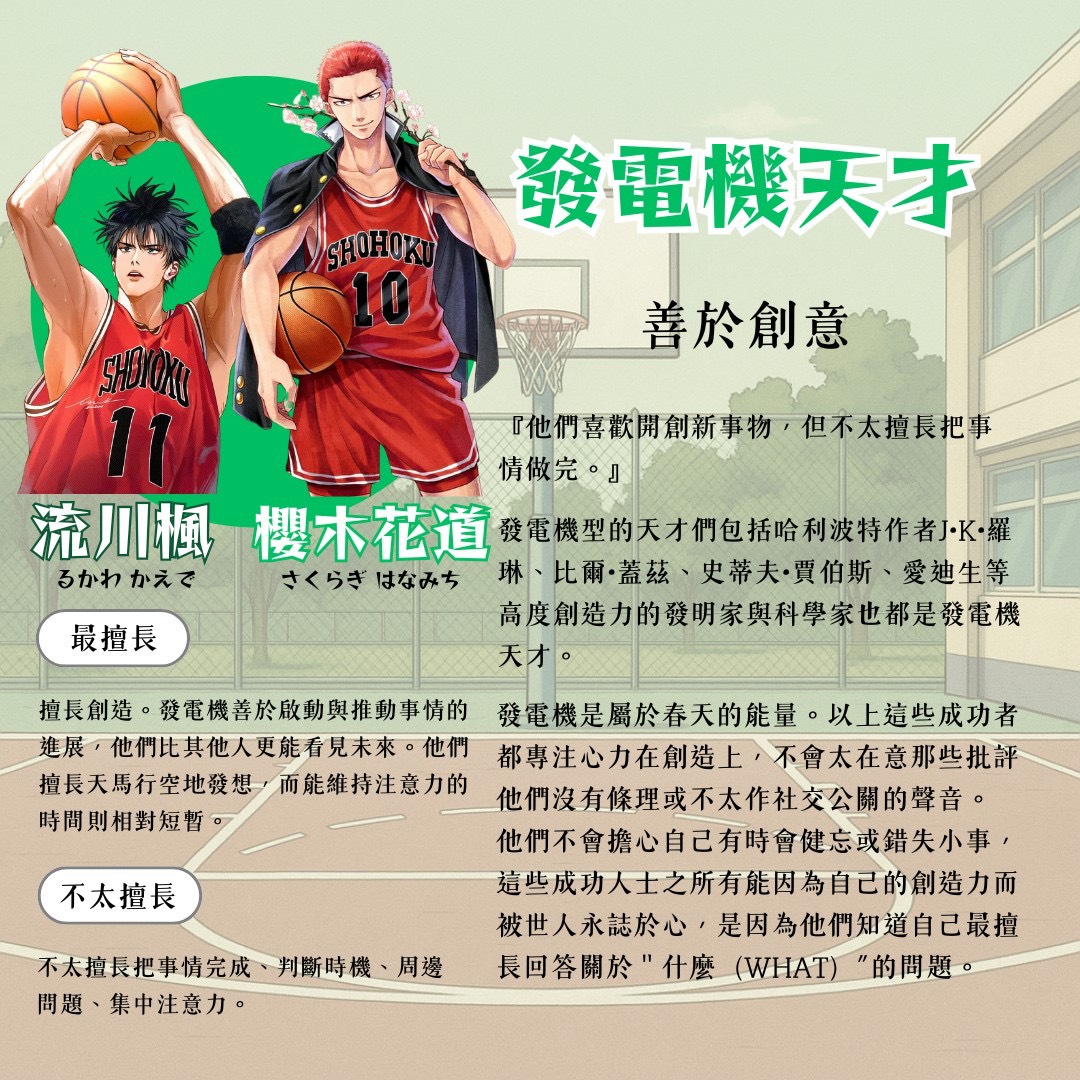 發電機天才
善於創意
SHOHOKU
10
SHOHOKU
11
流川楓
るかわ かえで
櫻木花道
さくらぎ はなみち
最擅長
擅長創造。發電機善於啟動與推動事情的
進展，他們比其他人更能看見未來。他們
擅長天馬行空地發想，而能維持注意力的
時間則相對短暫。
不太擅長
不太擅長把事情完成、判斷時機、周邊
問題、集中注意力。
『他們喜歡開創新事物，但不太擅長把事
情做完。』
發電機型的天才們包括哈利波特作者J•K•羅
琳、比爾•蓋茲、史蒂夫•賈伯斯、愛迪生等
高度創造力的發明家與科學家也都是發電機
天才。
發電機是屬於春天的能量。以上這些成功者
都專注心力在創造上，不會太在意那些批評
他們沒有條理或不太作社交公關的聲音。
他們不會擔心自己有時會健忘或錯失小事，
這些成功人士之所有能因為自己的創造力而
被世人永誌於心，是因為他們知道自己最擅
長回答關於＂什麼（WHAT）〞的問題。